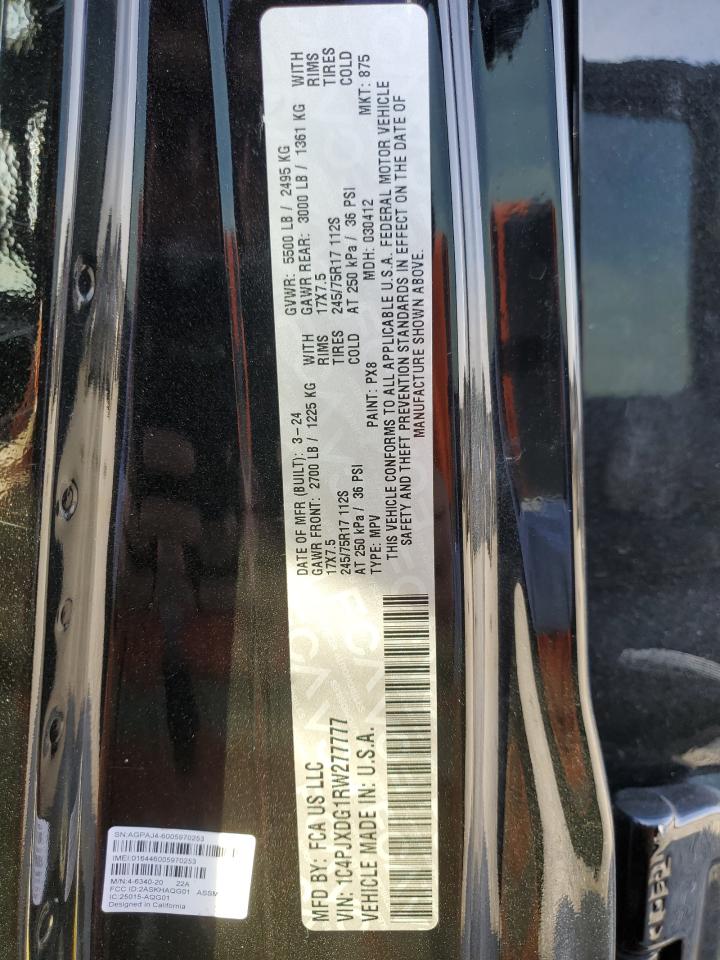 MFD BY: FCA US LLC
VIN: 1C4PJXDG1RW277777
VEHICLE MADE IN: U.S.A.
DATE OF MFR (BUILT): 3-24
GAWR FRONT: 2700 LB / 1225 KG
17X7.5
245/75R17 112S
AT 250 kPa / 36 PSI
WITH
RIMS
TIRES
COLD
GVWR: 5500 LB / 2495 KG
GAWR REAR: 3000 LB / 1361 KG
17X7.5
245/75R17 112S
AT 250 kPa / 36 PSI
WITH
RIMS
TIRES
COLD
TYPE: MPV PAINT: PX8 MDH: 030412 MKT: 875
THIS VEHICLE CONFORMS TO ALL APPLICABLE U.S.A. FEDERAL MOTOR VEHICLE
SAFETY AND THEFT PREVENTION STANDARDS IN EFFECT ON THE DATE OF
MANUFACTURE SHOWN ABOVE.
SN:AGPAJ4-6005970253
IMEI:016446005970253
M/N:4-6340-20 22A
FCC ID:2ASKHAQG01 ASSM
IC:25015-AQG01
Designed in California